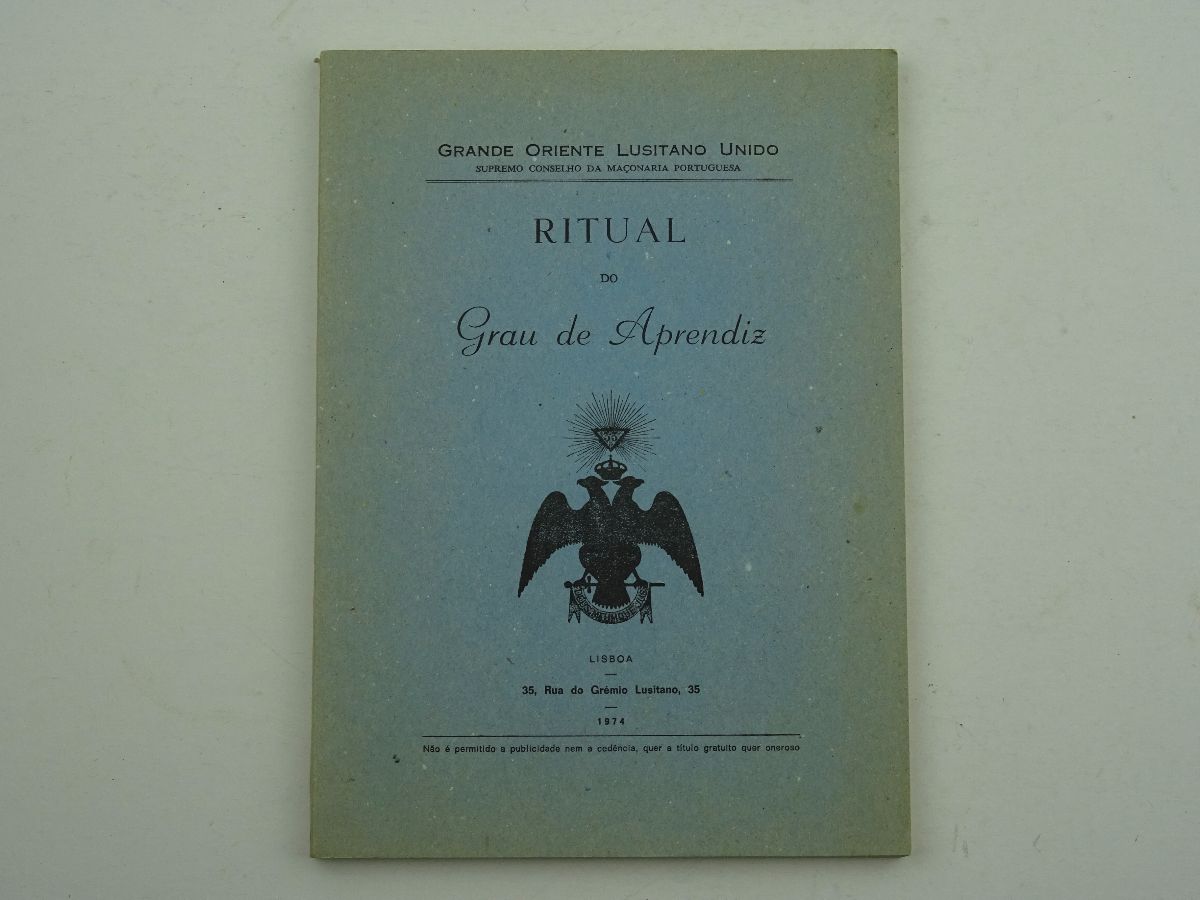 GRANDE ORIENTE LUSITANO UNIDO
SUPREMO CONSELHO DA MAÇONARIA PORTUGUESA
RITUAL
DO
Grau de Aprendiz
LISBOA
35, Rua do Grémio Lusitano, 35
1974
Não é permitido a publicidade nem a cedência, quer a título gratuito quer oneroso